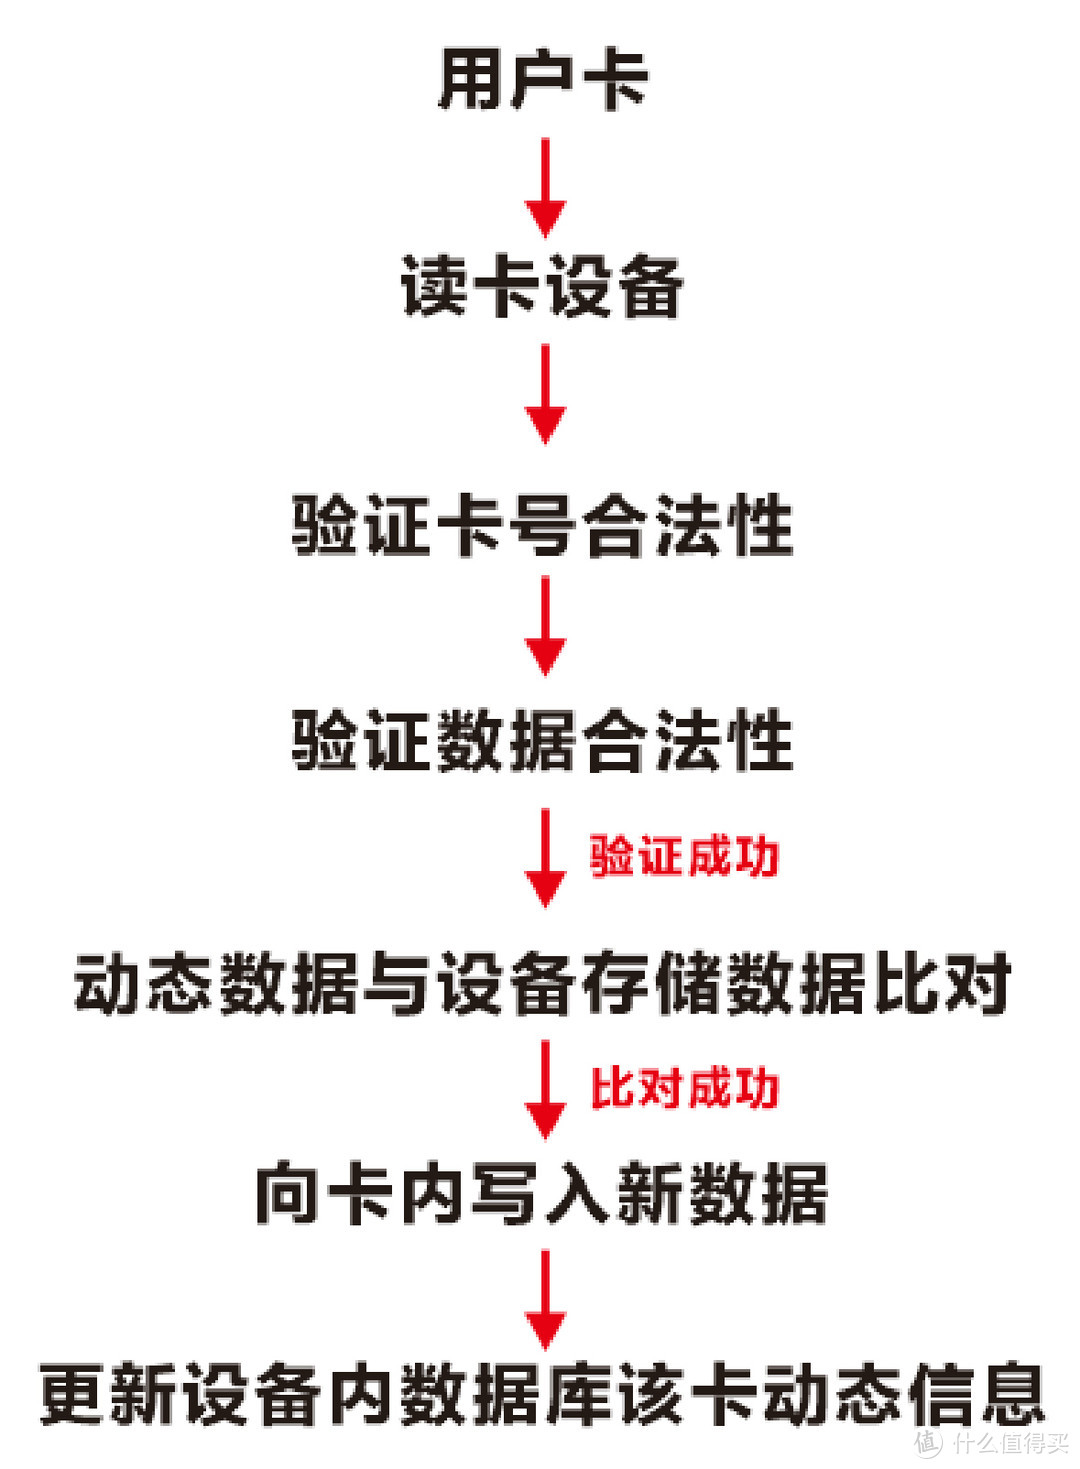 用户卡
读卡设备
验证卡号合法性
验证数据合法性
验证成功
动态数据与设备存储数据比对
比对成功
向卡内写入新数据
更新设备内数据库该卡动态信息
值 什么值得买